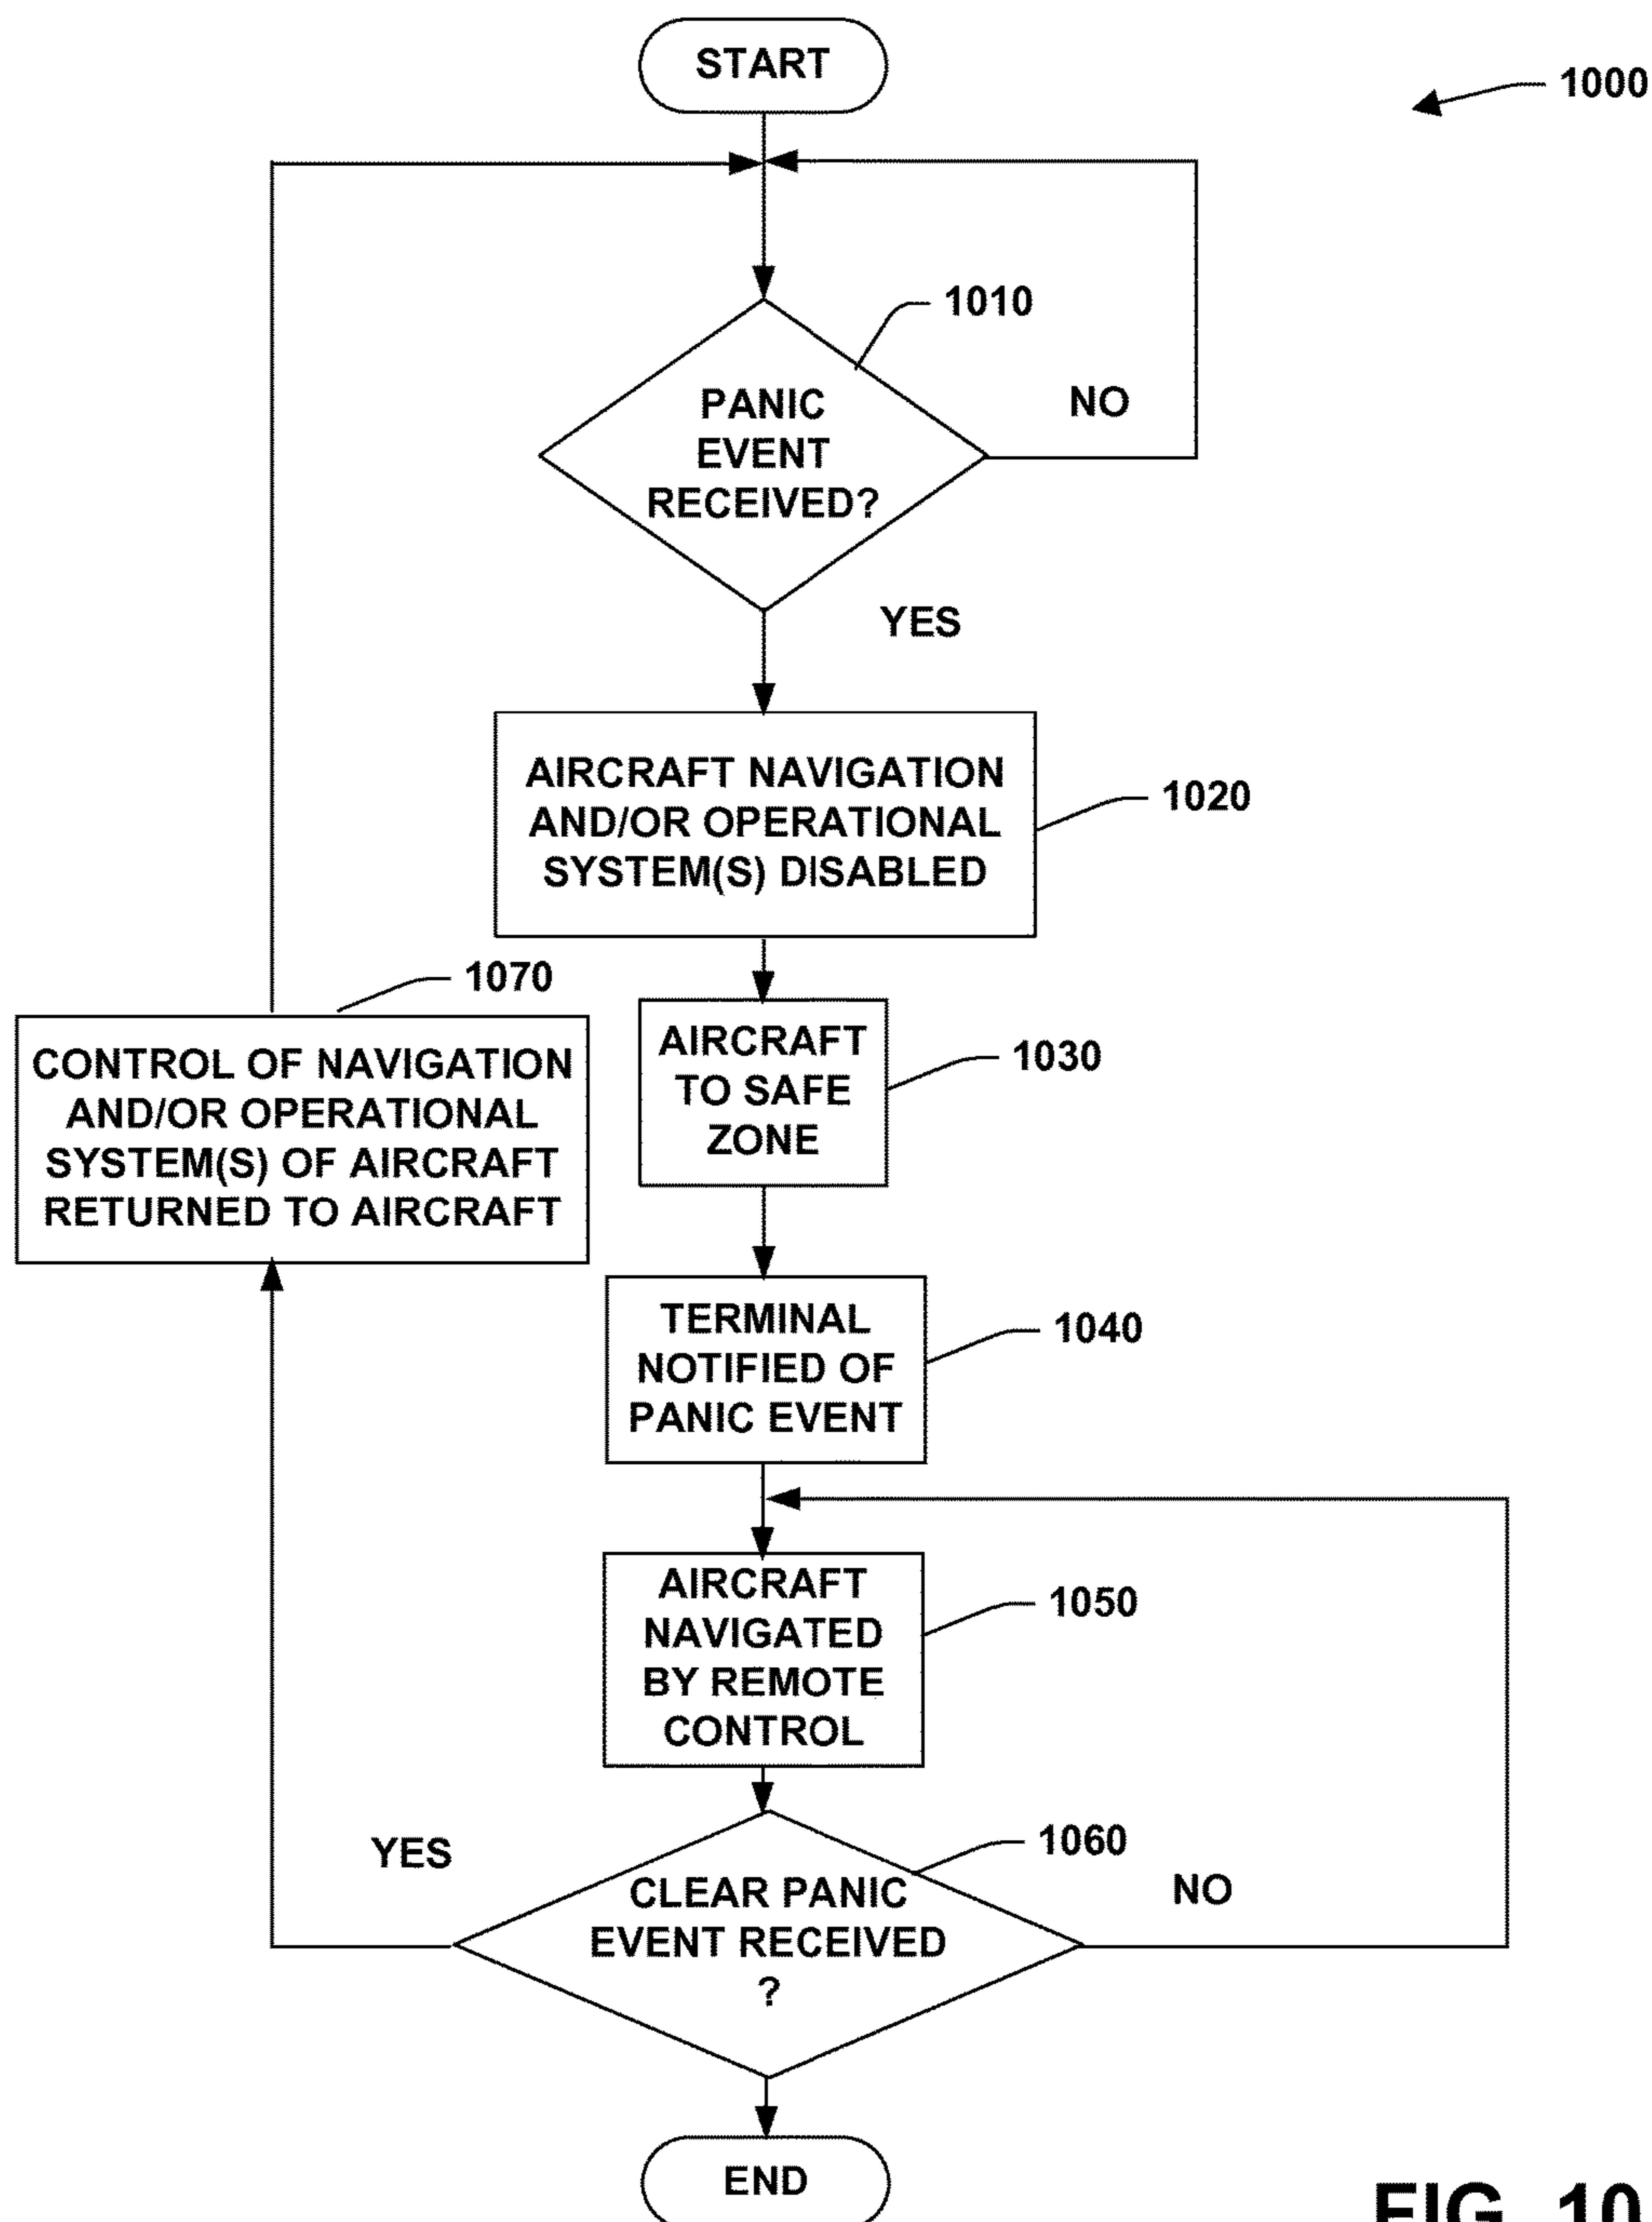 START
1000
1010
PANIC
EVENT
RECEIVED?
NO
YES
AIRCRAFT NAVIGATION
AND/OR OPERATIONAL
SYSTEM(S) DISABLED
1020
1070
CONTROL OF NAVIGATION
AND/OR OPERATIONAL
SYSTEM(S) OF AIRCRAFT
RETURNED TO AIRCRAFT
AIRCRAFT
TO SAFE
ZONE
1030
TERMINAL
NOTIFIED OF
PANIC EVENT
1040
AIRCRAFT
NAVIGATED
BY REMOTE
CONTROL
1050
YES
1060
CLEAR PANIC
EVENT RECEIVED
?
NO
END
FIG. 10